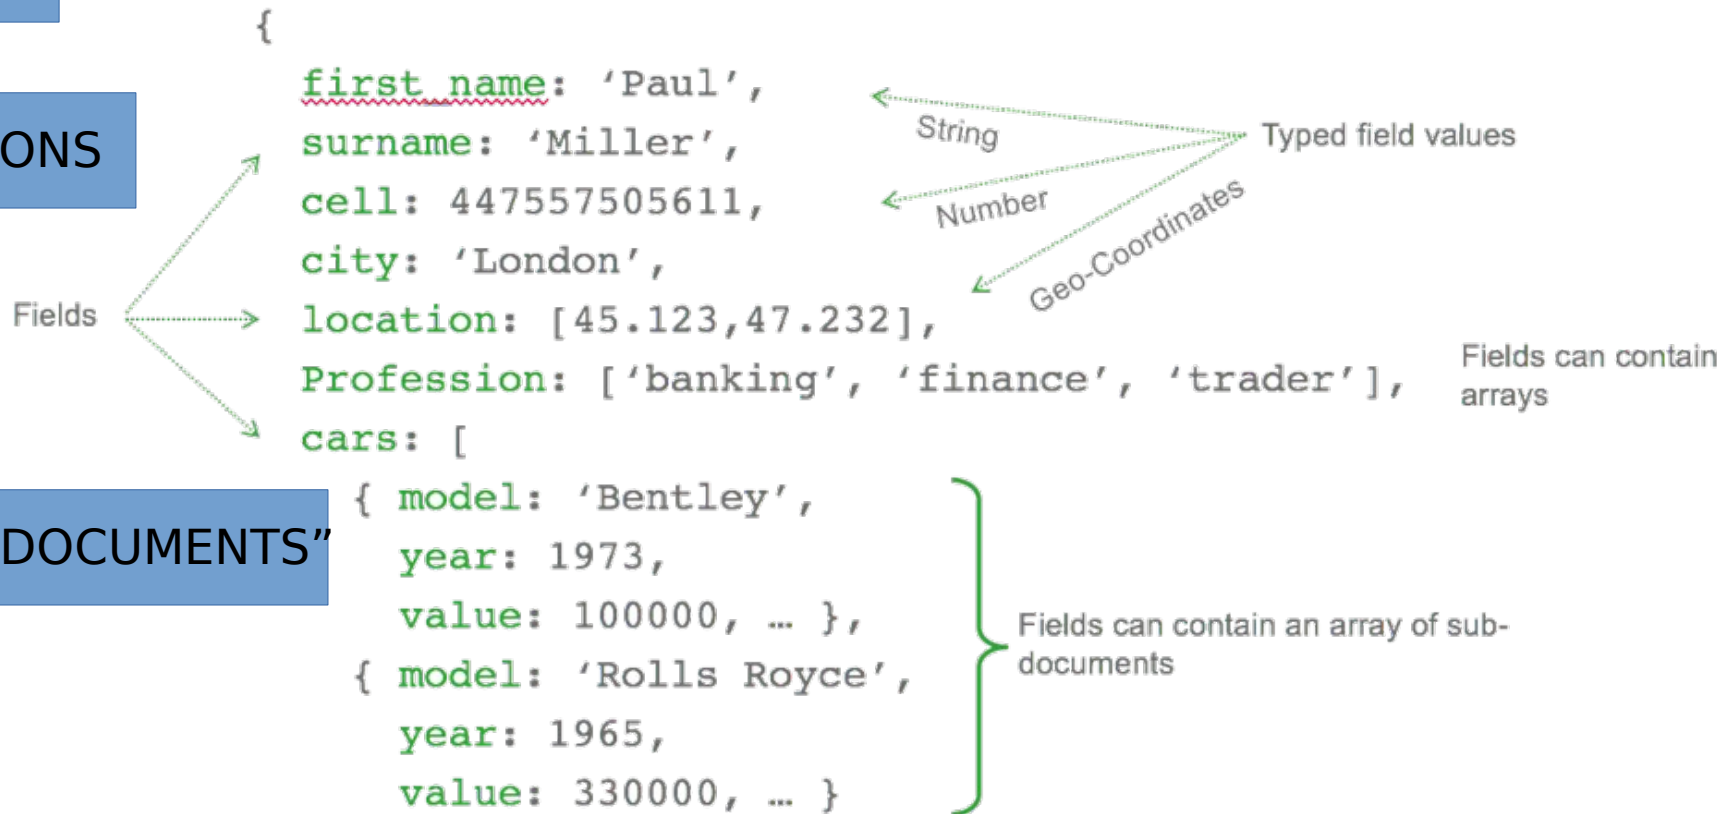 {
first_name: ‘Paul’,
surname: ‘Miller’,
cell: 447557505611,
city: ‘London’,
location: [45.123,47.232],
Profession: [‘banking’, ‘finance’, ‘trader’],
cars: [
{ model: ‘Bentley’,
year: 1973,
value: 100000, … },
{ model: ‘Rolls Royce’,
year: 1965,
value: 330000, … }
String
Number
Geo-Coordinates
Typed field values
Fields
Fields can contain
arrays
Fields can contain an array of sub-
documents
ONS
DOCUMENTS”